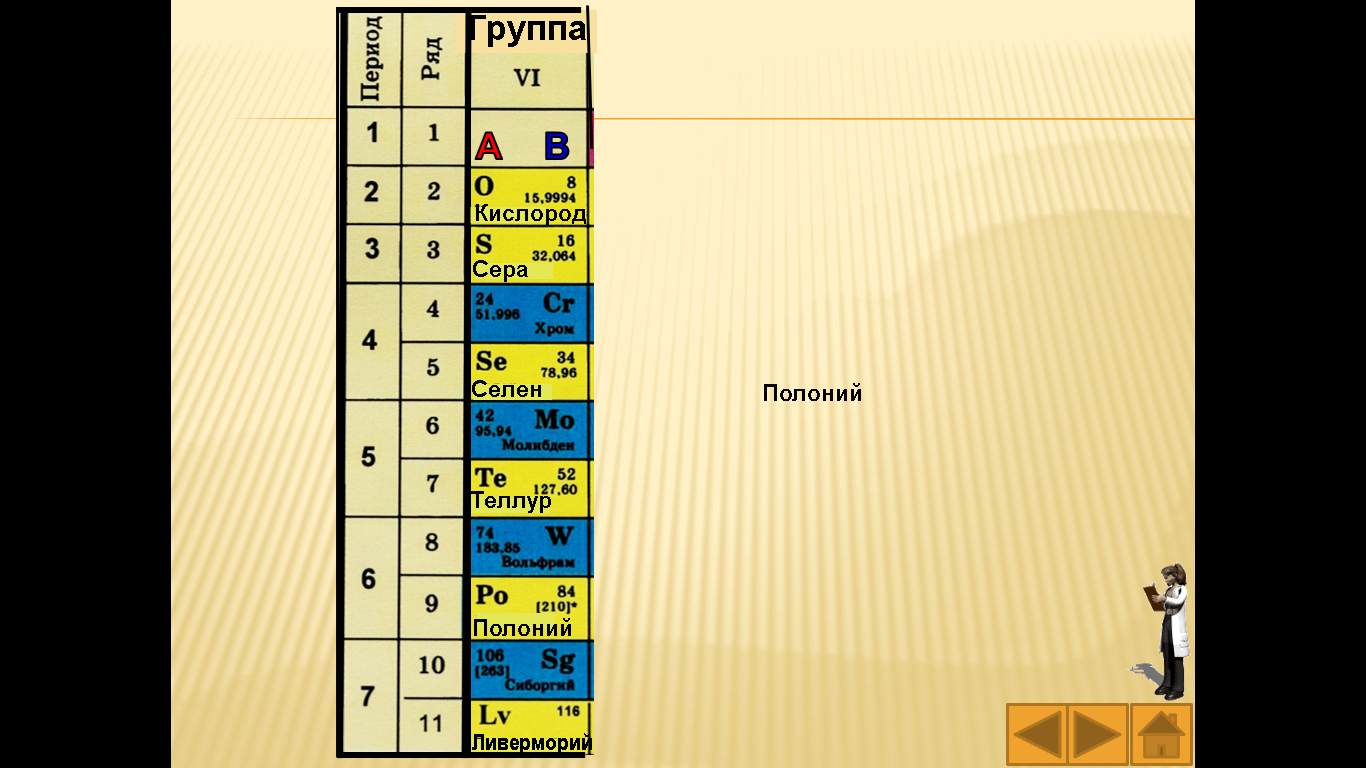 Период
Ряд
Группа
VI
1 1 A B
2 2 O 8
15,9994
Кислород
3 3 S 16
32,064
Сера
4
4 24 Cr
51,996
Хром
5 Se 34
78,96
Селен
5
6 42 Mo
95,94
Молибден
7 Te 52
127,60
Теллур
6
8 74 W
183,85
Вольфрам
9 Po 84
[210]*
Полоний
7
10 106 Sg
[263]
Сиборгий
11 Lv 116
Ливерморий
Полоний